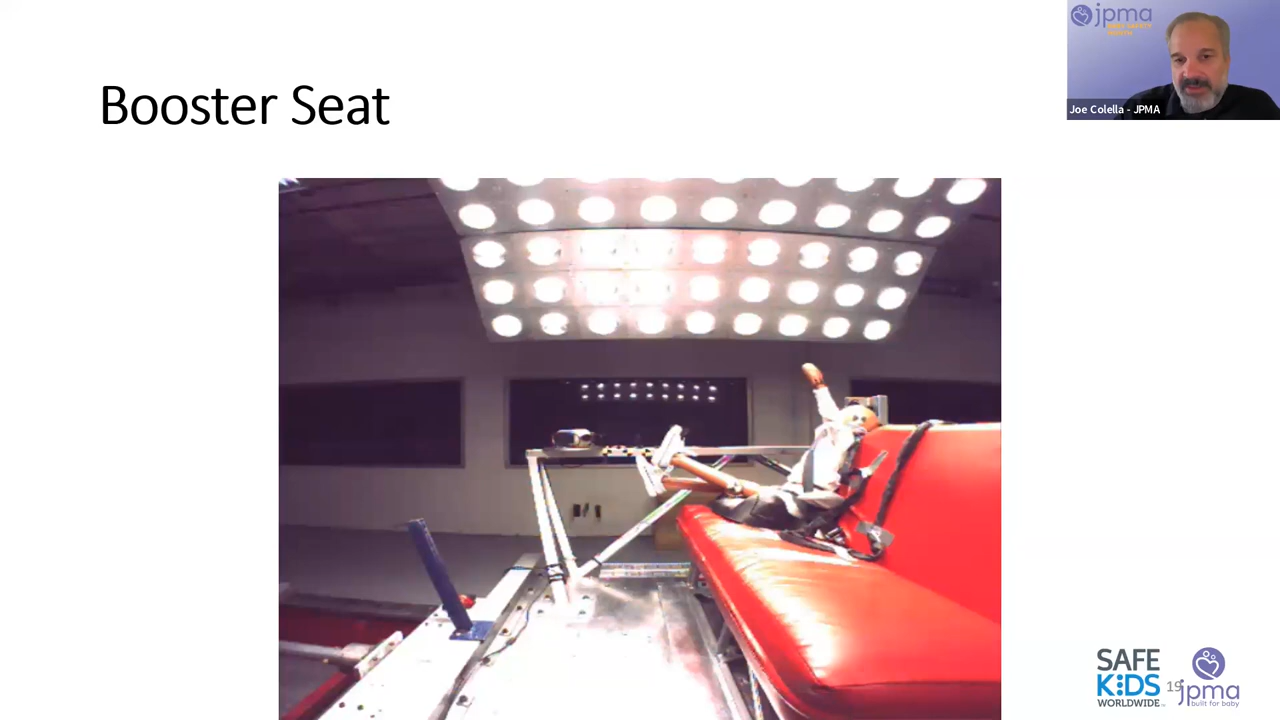 jpma
Booster Seat
Joe Colella - JPMA
SAFE
KIDS
WORLDWIDE
19
jpma
built for baby